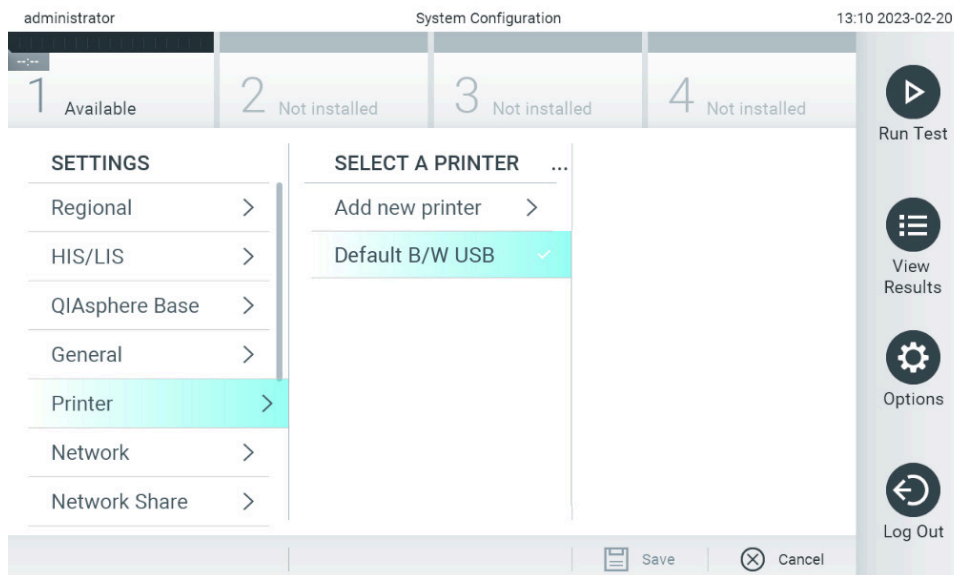 administrator System Configuration 13:10 2023-02-20
--:--
1 Available 2 Not installed 3 Not installed 4 Not installed
Run Test
SETTINGS SELECT A PRINTER ...
Regional Add new printer
HIS/LIS Default B/W USB
View
Results
QIAsphere Base
General
Printer
Options
Network
Network Share
Log Out
Save Cancel